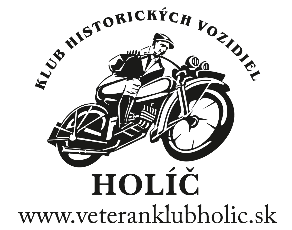 KLUB HISTORICKÝCH VOZIDIEL
HOLÍČ
www.veteranklubholic.sk